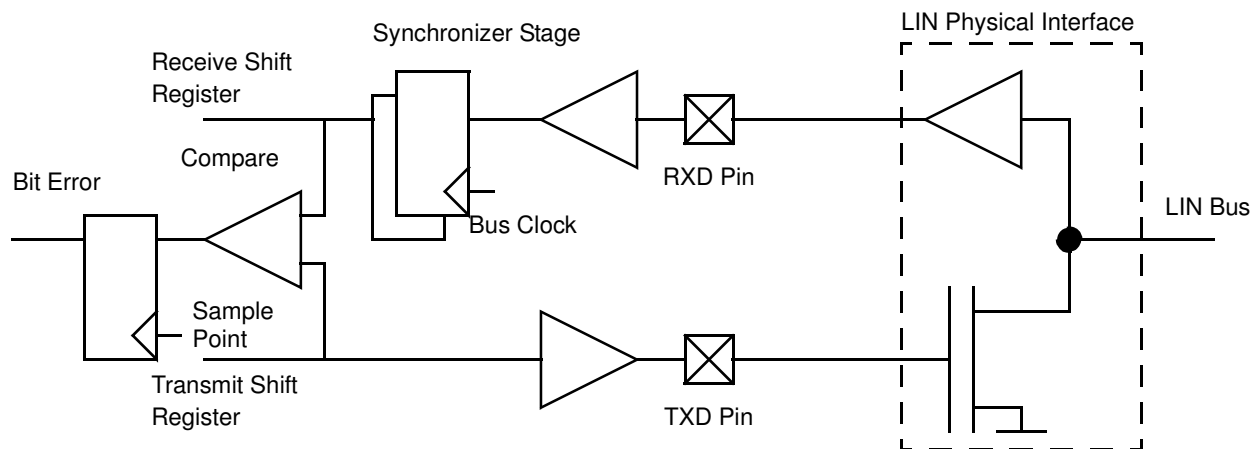 LIN Physical Interface
Synchronizer Stage
Receive Shift
Register
Compare
RXD Pin
Bit Error
LIN Bus
Bus Clock
Sample
Point
Transmit Shift
Register
TXD Pin